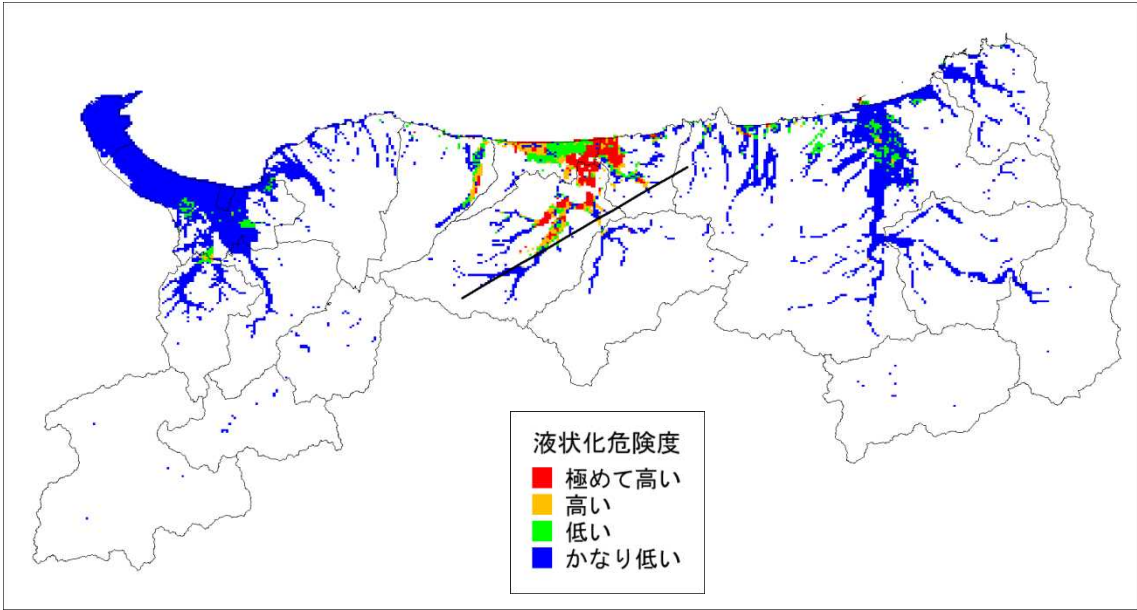 液状化危険度
極めて高い
高い
低い
かなり低い